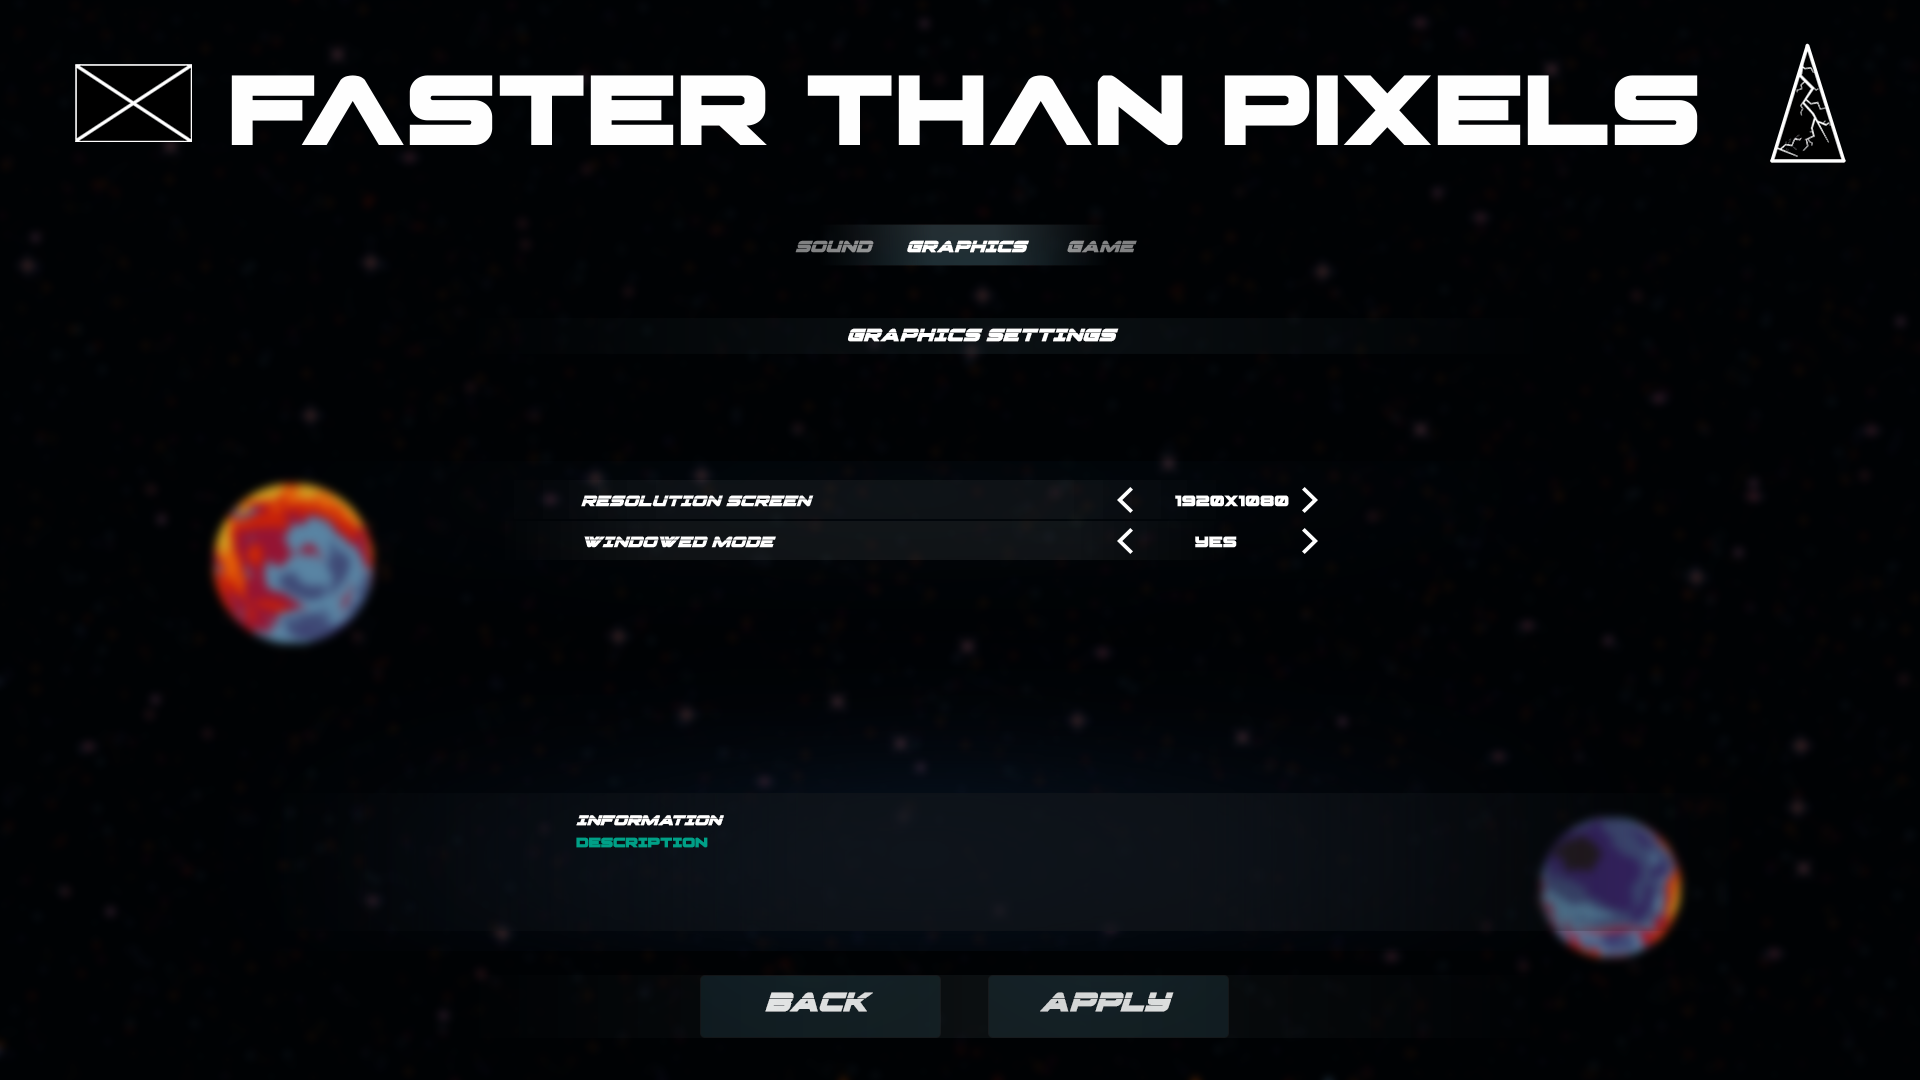 FASTER THAN PIXELS
SOUND GRAPHICS GAME
GRAPHICS SETTINGS
RESOLUTION SCREEN 1920X1080
WINDOWED MODE YES
INFORMATION
DESCRIPTION
BACK APPLY